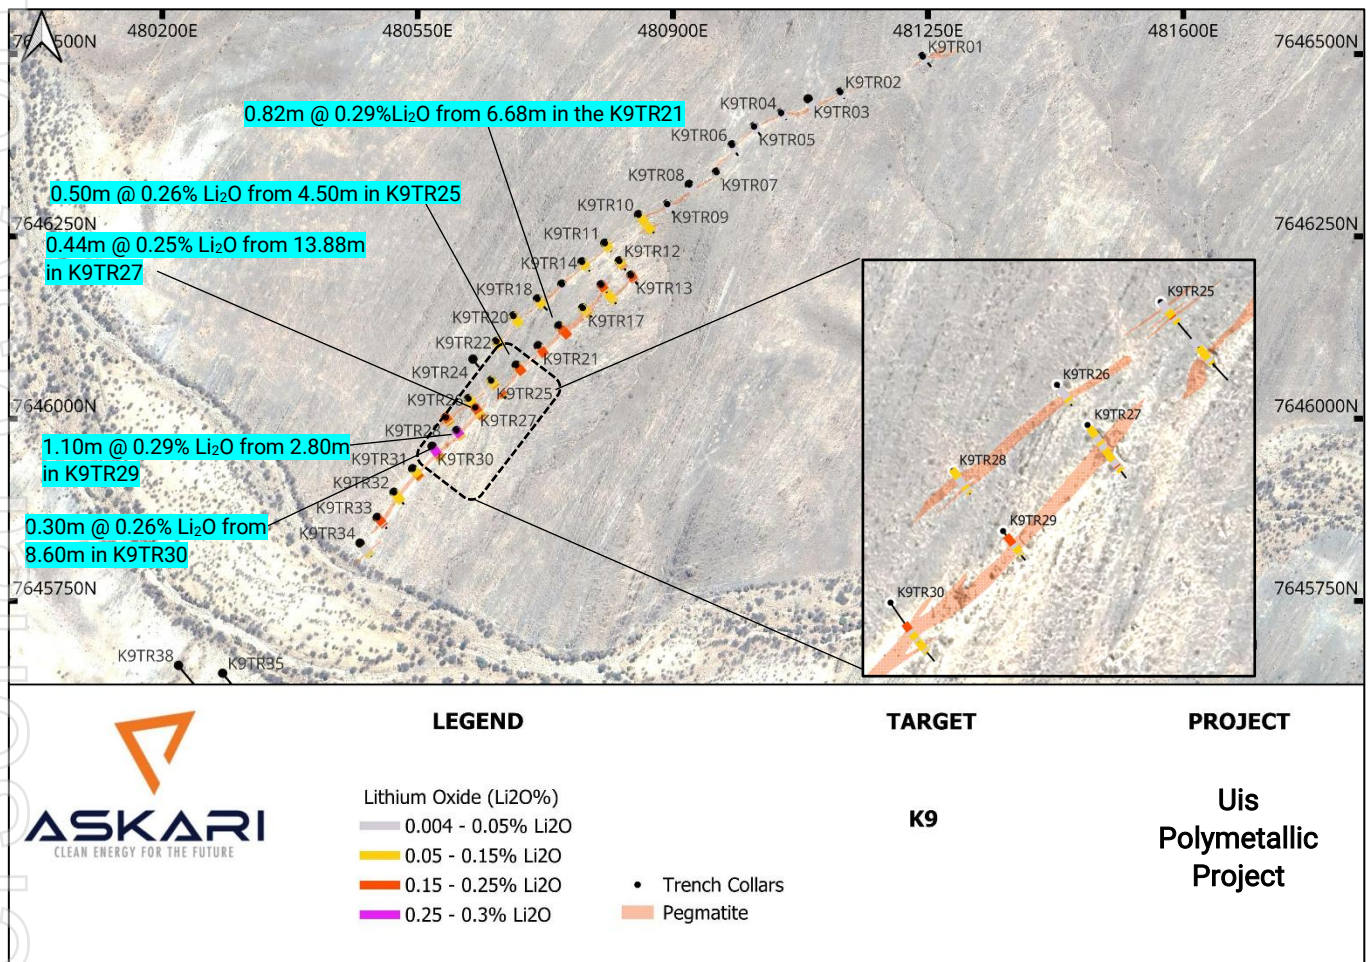 480200E
480550E
480900E
481250E
481600E
7646500N
K9TR01
K9TR02
K9TR04
K9TR03
0.82m @ 0.29%Li₂O from 6.68m in the K9TR21
K9TR06
K9TR05
K9TR08
K9TR07
0.50m @ 0.26% Li₂O from 4.50m in K9TR25
K9TR10
K9TR09
7646250N
7646250N
0.44m @ 0.25% Li₂O from 13.88m
in K9TR27
K9TR11
K9TR12
K9TR14
K9TR13
K9TR18
K9TR20
K9TR17
K9TR22
K9TR21
K9TR24
K9TR25
K9TR26
K9TR27
7646000N
7646000N
K9TR28
1.10m @ 0.29% Li₂O from 2.80m
in K9TR29
K9TR30
K9TR31
K9TR32
K9TR33
0.30m @ 0.26% Li₂O from
8.60m in K9TR30
K9TR34
7645750N
7645750N
K9TR38
K9TR35
K9TR25
K9TR26
K9TR27
K9TR28
K9TR29
K9TR30
LEGEND
TARGET
PROJECT
ASKARI
CLEAN ENERGY FOR THE FUTURE
Lithium Oxide (Li2O%)
0.004 - 0.05% Li2O
0.05 - 0.15% Li2O
0.15 - 0.25% Li2O
0.25 - 0.3% Li2O
Trench Collars
Pegmatite
K9
Uis
Polymetallic
Project